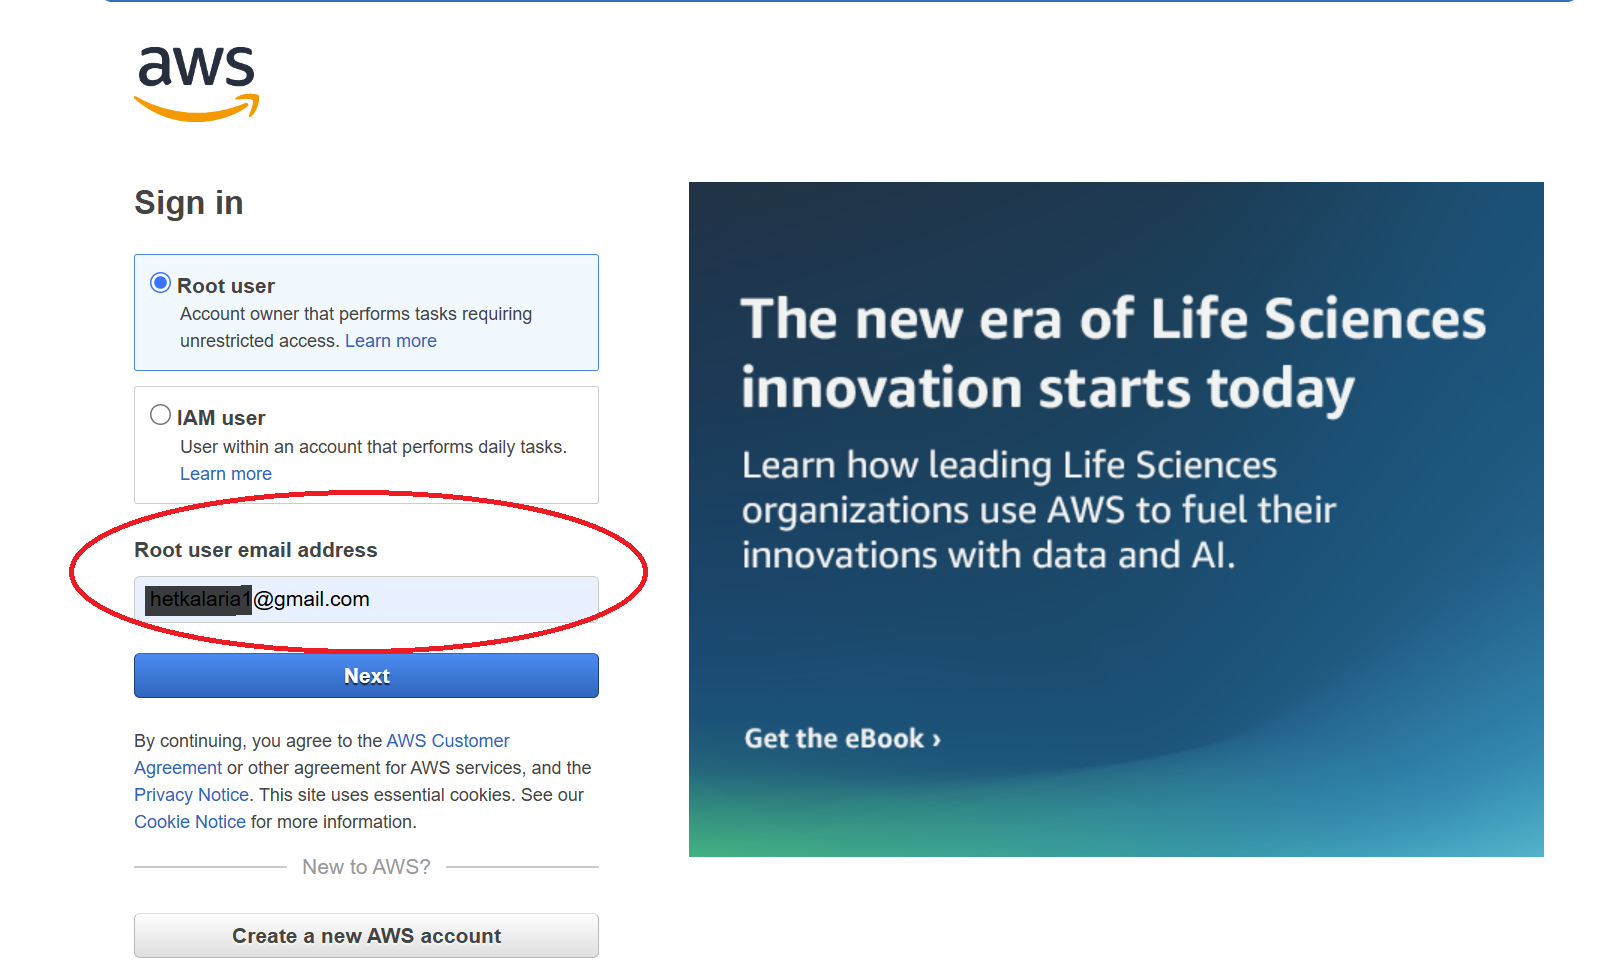 aws
Sign in
Root user
Account owner that performs tasks requiring
unrestricted access. Learn more
IAM user
User within an account that performs daily tasks.
Learn more
Root user email address
@gmail.com
Next
By continuing, you agree to the AWS Customer
Agreement or other agreement for AWS services, and the
Privacy Notice. This site uses essential cookies. See our
Cookie Notice for more information.
New to AWS?
Create a new AWS account
The new era of Life Sciences
innovation starts today
Learn how leading Life Sciences
organizations use AWS to fuel their
innovations with data and AI.
Get the eBook ›